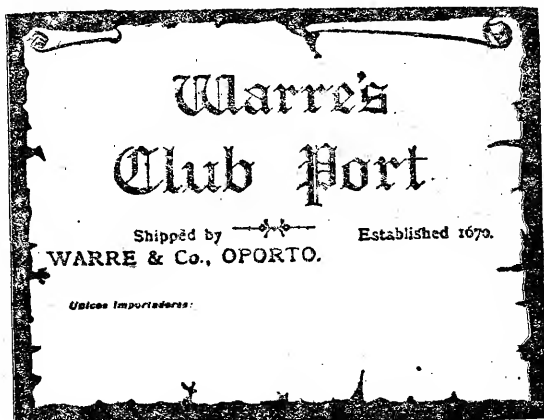 Warre's
Club Port
Shipped by
Established 1670.
WARRE & Co., OPORTO.
Unicos Importadores: